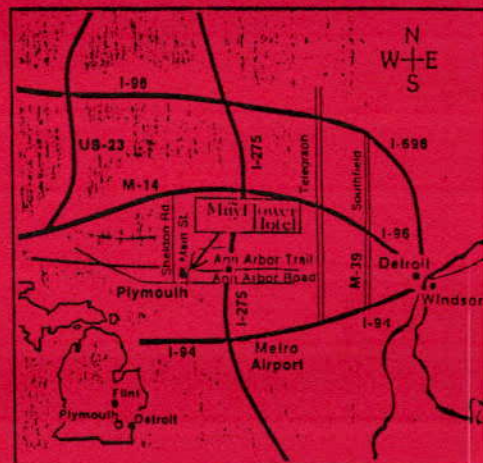 N
W E
S
I-96
I-696
US-23
I-275
Telegraph
Southfield
M-14
Sheldon Rd
Main St.
Mayflower
Hotel
I-96
Ann Arbor Trail
Ann Arbor Road
Detroit
Windsor
Plymouth
M-39
I-275
I-94
I-94
Metro
Airport
Flint
Plymouth
Detroit